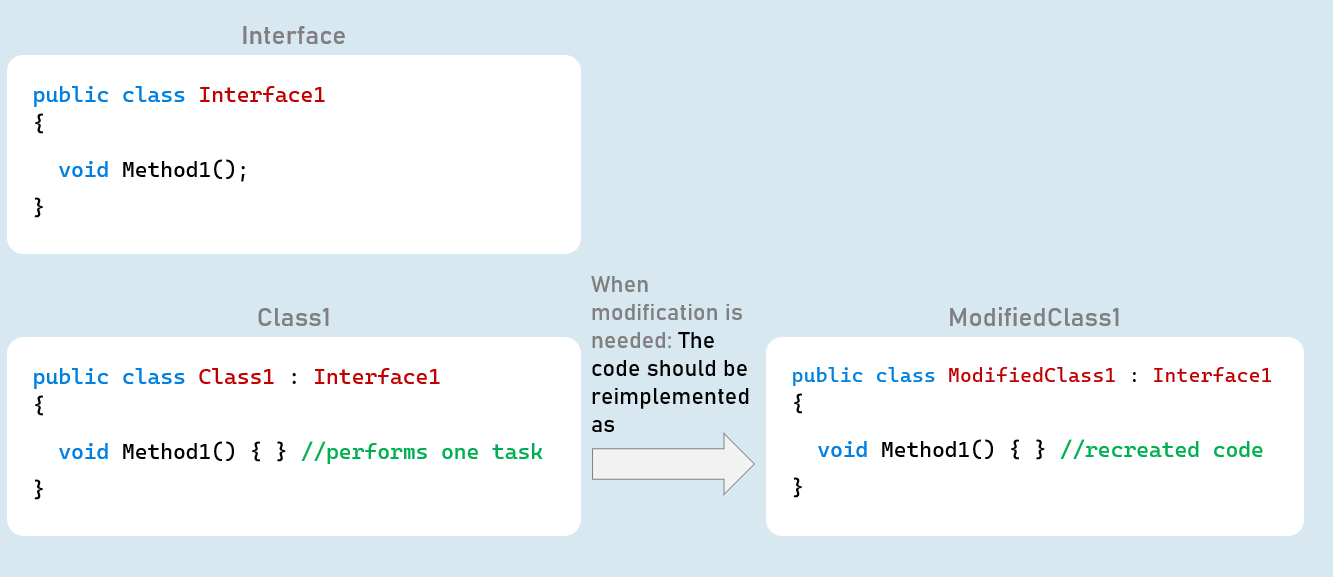 Interface
public class Interface1
{
void Method1();
}
Class1
public class Class1 : Interface1
{
void Method1() { } //performs one task
}
When
modification is
needed: The
code should be
reimplemented
as
ModifiedClass1
public class ModifiedClass1 : Interface1
{
void Method1() { } //recreated code
}